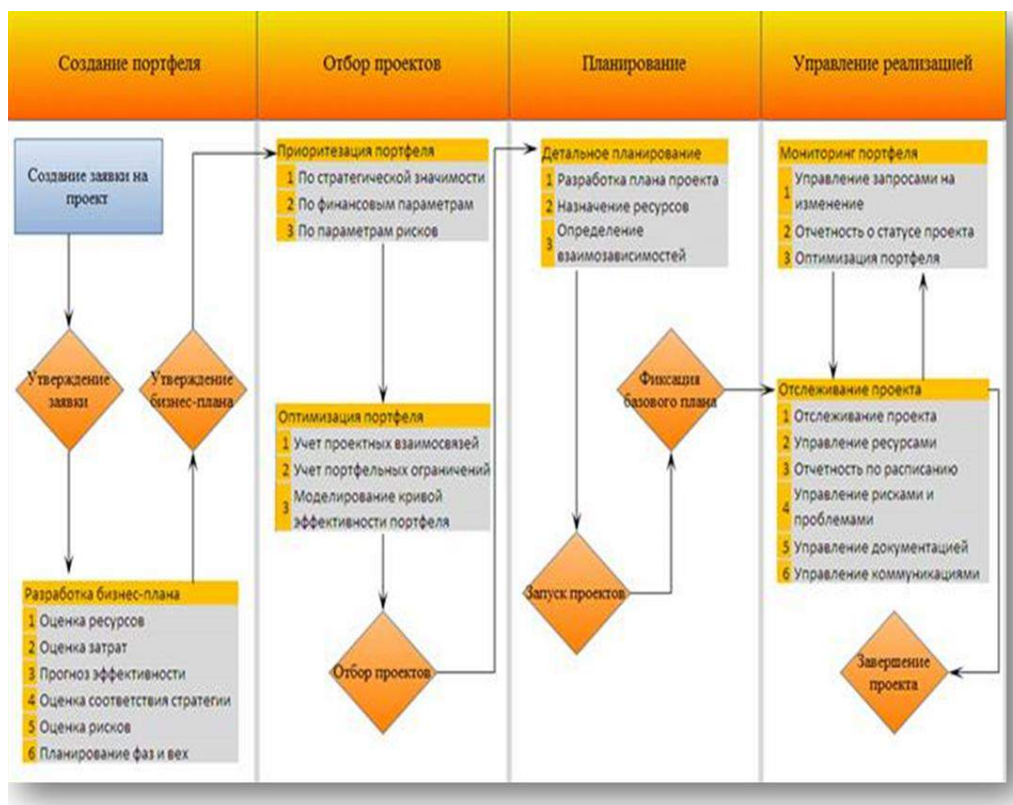 Создание портфеля
Отбор проектов
Планирование
Управление реализацией
Создание заявки на
проект
Утверждение
заявки
Утверждение
бизнес-плана
Разработка бизнес-плана
1 Оценка ресурсов
2 Оценка затрат
3 Прогноз эффективности
4 Оценка соответствия стратегии
5 Оценка рисков
6 Планирование фаз и вех
Приоритезация портфеля
1 По стратегической значимости
2 По финансовым параметрам
3 По параметрам рисков
Оптимизация портфеля
1 Учет проектных взаимосвязей
2 Учет портфельных ограничений
3 Моделирование кривой
эффективности портфеля
Отбор проектов
Детальное планирование
1 Разработка плана проекта
2 Назначение ресурсов
3 Определение
взаимозависимостей
Запуск проектов
Фиксация
базового плана
Мониторинг портфеля
1 Управление запросами на
изменение
2 Отчетность о статусе проекта
3 Оптимизация портфеля
Отслеживание проекта
1 Отслеживание проекта
2 Управление ресурсами
3 Отчетность по расписанию
4 Управление рисками и
проблемами
5 Управление документацией
6 Управление коммуникациями
Завершение
проекта